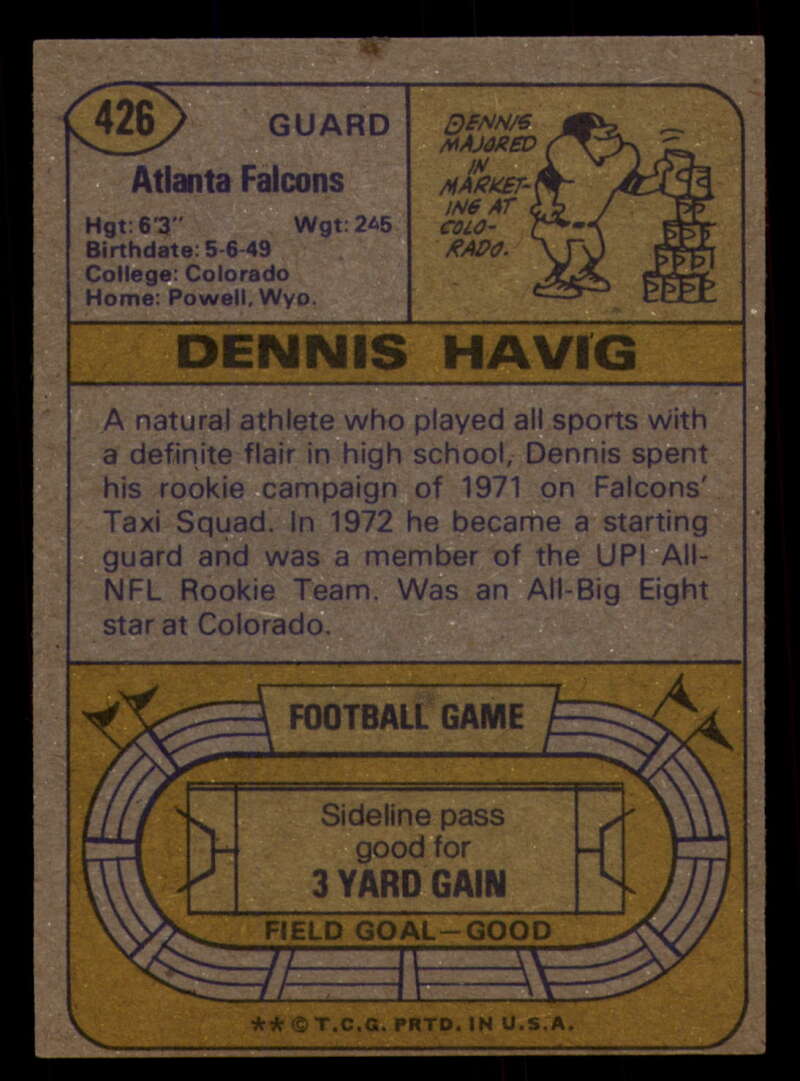 426
GUARD
Atlanta Falcons
Hgt: 6'3" Wgt: 245
Birthdate: 5-6-49
College: Colorado
Home: Powell, Wyo.
DENNIS
MAJORED
IN
MARKET-
ING AT
COLO-
RADO.
DENNIS HAVIG
A natural athlete who played all sports with
a definite flair in high school, Dennis spent
his rookie campaign of 1971 on Falcons'
Taxi Squad. In 1972 he became a starting
guard and was a member of the UPI All-
NFL Rookie Team. Was an All-Big Eight
star at Colorado.
FOOTBALL GAME
Sideline pass
good for
3 YARD GAIN
FIELD GOAL—GOOD
** © T.C.G. PRTD. IN U.S.A.